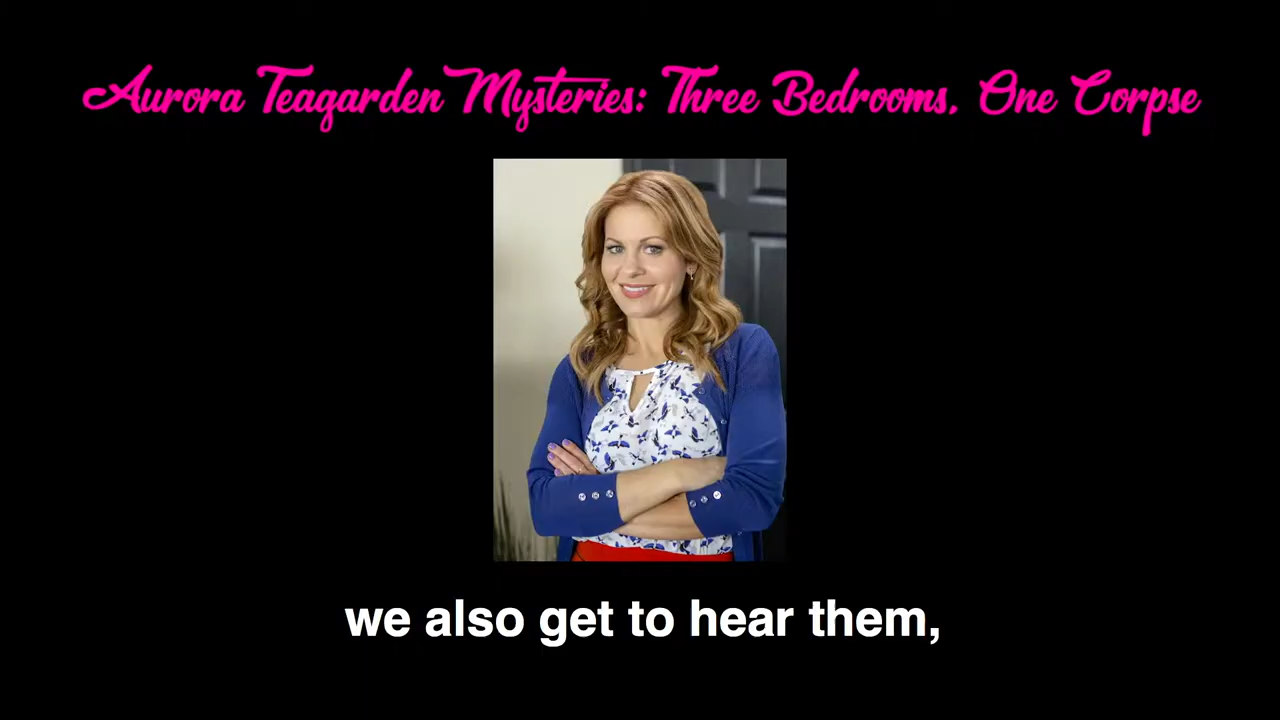 Aurora Teagarden Mysteries: Three Bedrooms, One Corpse
we also get to hear them,